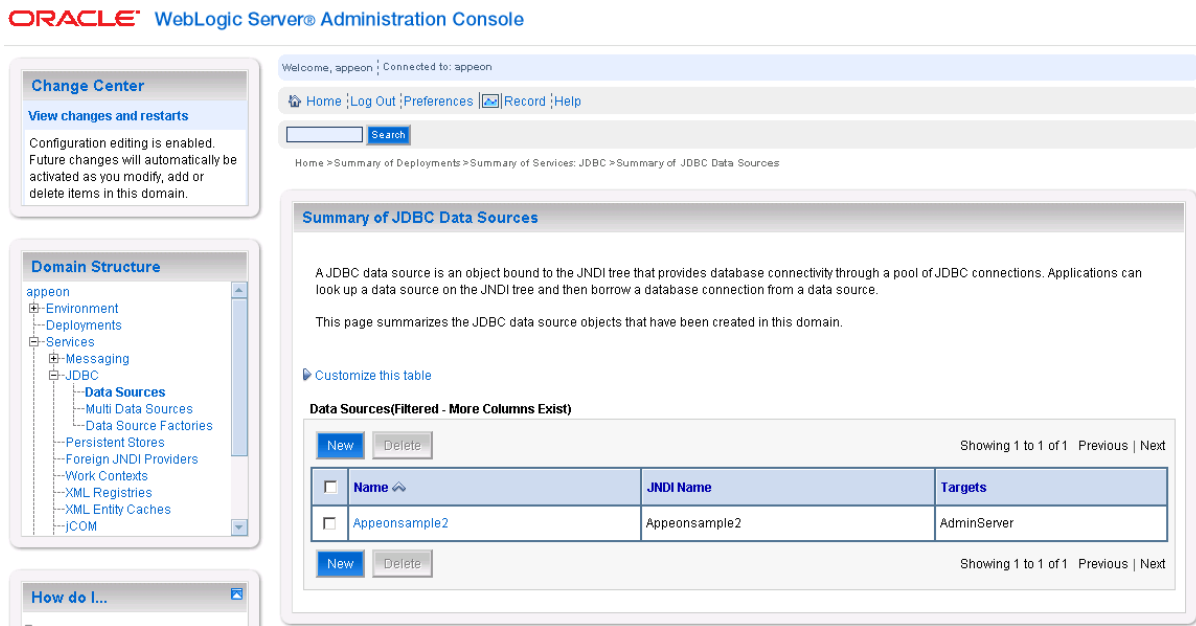 ORACLE® WebLogic Server® Administration Console
Change Center
View changes and restarts
Configuration editing is enabled.
Future changes will automatically be
activated as you modify, add or
delete items in this domain.
Domain Structure
appeon
Environment
Deployments
Services
Messaging
JDBC
Data Sources
Multi Data Sources
Data Source Factories
Persistent Stores
Foreign JNDI Providers
Work Contexts
XML Registries
XML Entity Caches
jCOM
How do I...
Welcome, appeon Connected to: appeon
Home Log Out Preferences Record Help
Search
Home >Summary of Deployments >Summary of Services: JDBC >Summary of JDBC Data Sources
Summary of JDBC Data Sources
A JDBC data source is an object bound to the JNDI tree that provides database connectivity through a pool of JDBC connections. Applications can
look up a data source on the JNDI tree and then borrow a database connection from a data source.
This page summarizes the JDBC data source objects that have been created in this domain.
Customize this table
Data Sources(Filtered - More Columns Exist)
New Delete Showing 1 to 1 of 1 Previous | Next
Name JNDI Name Targets
Appeonsample2 Appeonsample2 AdminServer
New Delete Showing 1 to 1 of 1 Previous | Next